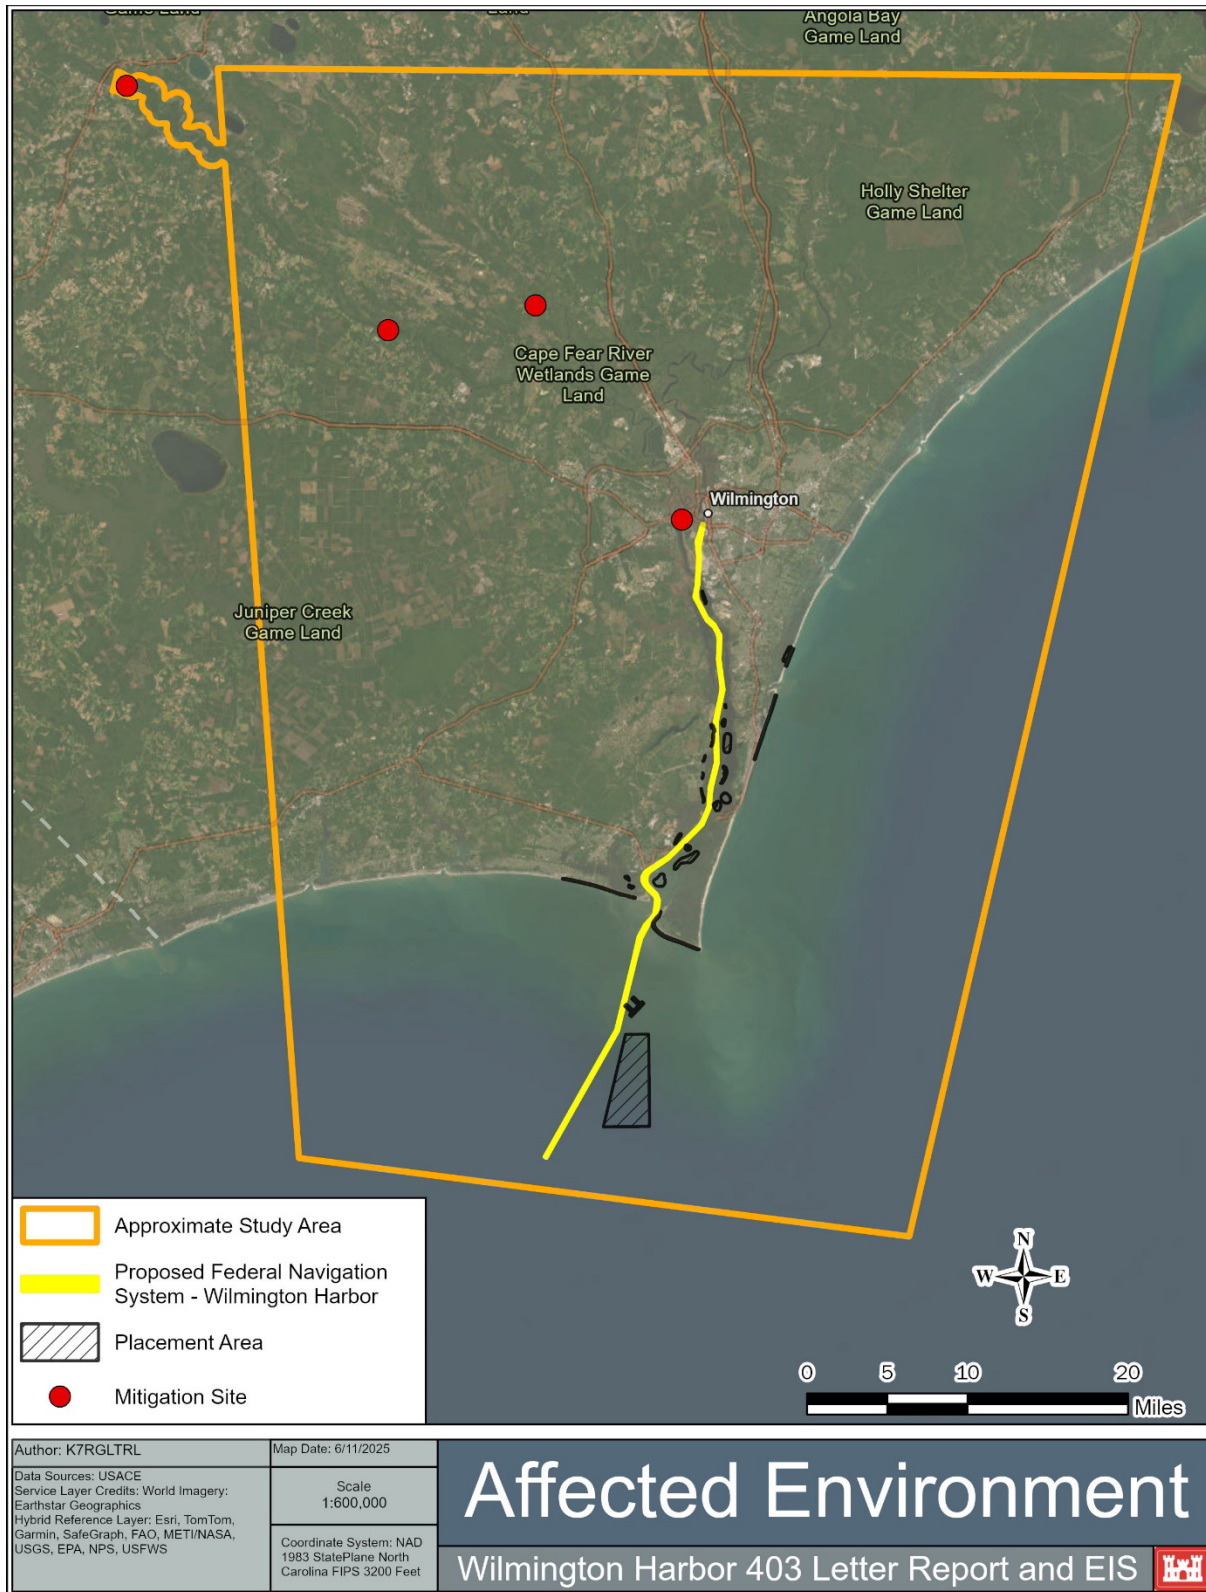 Game Land
Land
Angola Bay
Game Land
Holly Shelter
Game Land
Cape Fear River
Wetlands Game
Land
Wilmington
Juniper Creek
Game Land
Approximate Study Area
Proposed Federal Navigation
System - Wilmington Harbor
Placement Area
Mitigation Site
N
W
E
S
0
5
10
20
Miles
Author: K7RGLTRL
Data Sources: USACE
Service Layer Credits: World Imagery:
Earthstar Geographics
Hybrid Reference Layer: Esri, TomTom,
Garmin, SafeGraph, FAO, METI/NASA,
USGS, EPA, NPS, USFWS
Map Date: 6/11/2025
Scale
1:600,000
Coordinate System: NAD
1983 StatePlane North
Carolina FIPS 3200 Feet
Affected Environment
Wilmington Harbor 403 Letter Report and EIS